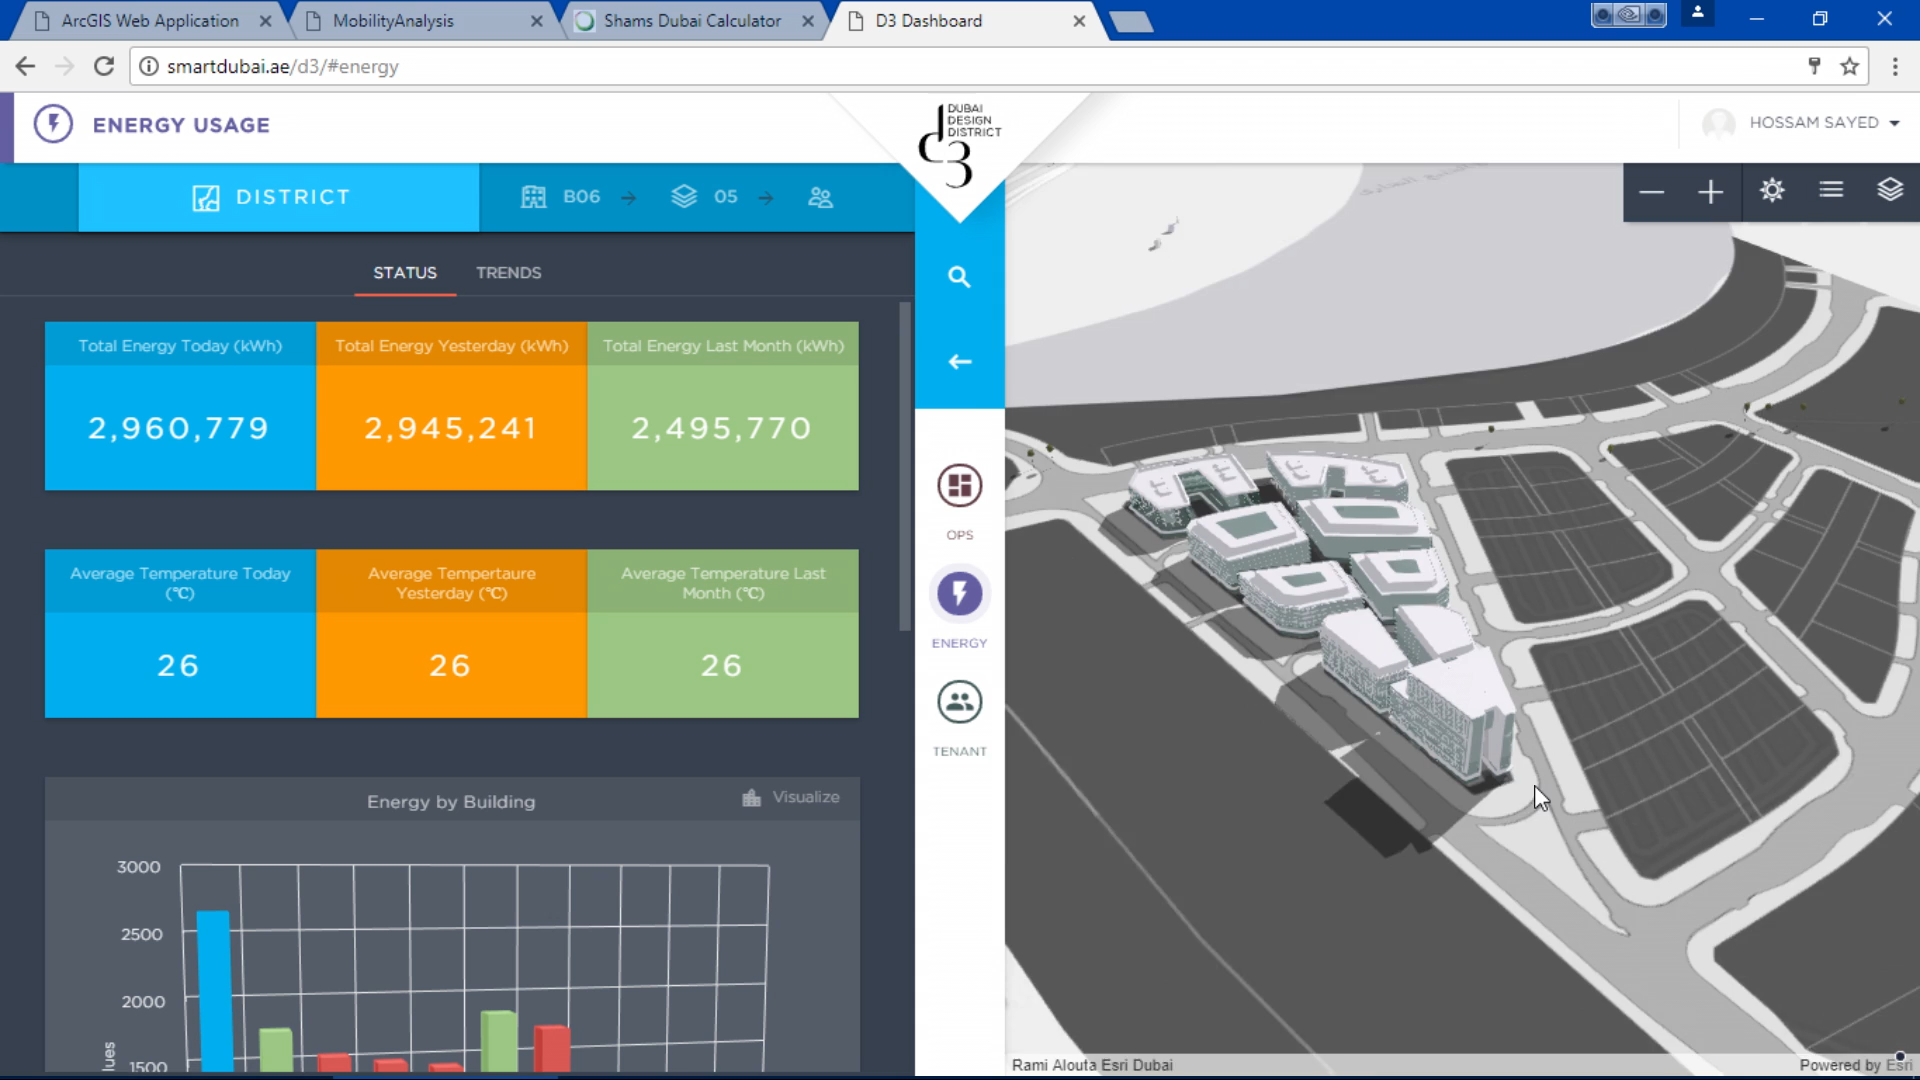 ArcGIS Web Application
MobilityAnalysis
Shams Dubai Calculator
D3 Dashboard
smartdubai.ae/d3/#energy
ENERGY USAGE
DUBAI
DESIGN
DISTRICT
d3
HOSSAM SAYED
DISTRICT
B06
05
STATUS
TRENDS
Total Energy Today (kWh)
Total Energy Yesterday (kWh)
Total Energy Last Month (kWh)
2,960,779
2,945,241
2,495,770
Average Temperature Today
(℃)
Average Tempertaure
Yesterday (℃)
Average Temperature Last
Month (℃)
26
26
26
Energy by Building
Visualize
3000
2500
2000
1500
lues
OPS
ENERGY
TENANT
Rami Alouta Esri Dubai
Powered by Esri